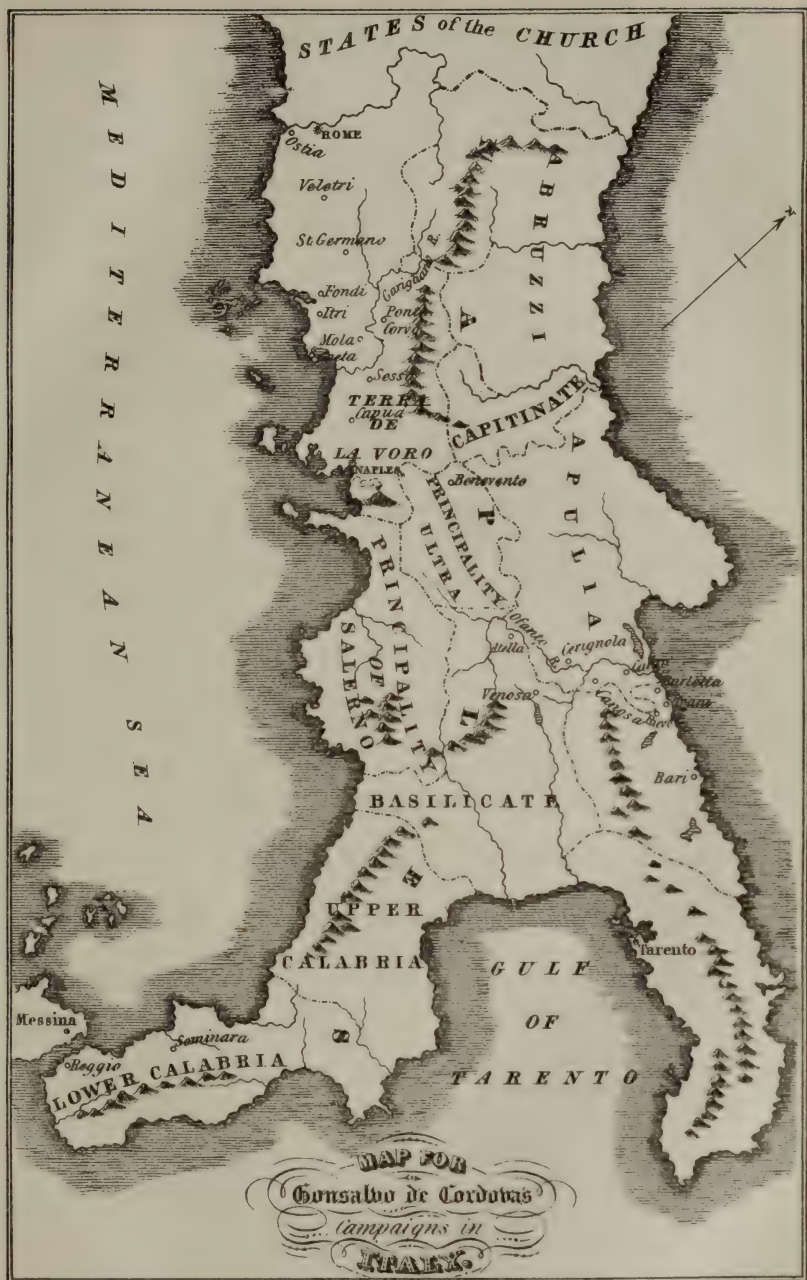 STATES of the CHURCH
MEDITERRANEAN SEA
ROME
Ostia
Veletri
St. Germano
Garigliano R.
ABRUZZI
Fondi
Itri
Ponte Corvo
Mola
Sessa
TERRA
Capua
DE
LA VORO
NAPLES
CAPITINATE
NAPLES
APULIA
Benevento
PRINCIPALITY
ULTRA
PRINCIPALITY
OF
SALERNO
Ofanto R.
Cerignola
Atella
Venosa
Barletta
Canosa
Bari
BASILICATE
UPPER
CALABRIA
GULF
OF
TARENTO
Tarento
Messina
Seminara
Reggio
LOWER CALABRIA
MAP FOR
Gonsalvo de Cordovas
Campaigns in
ITALY.